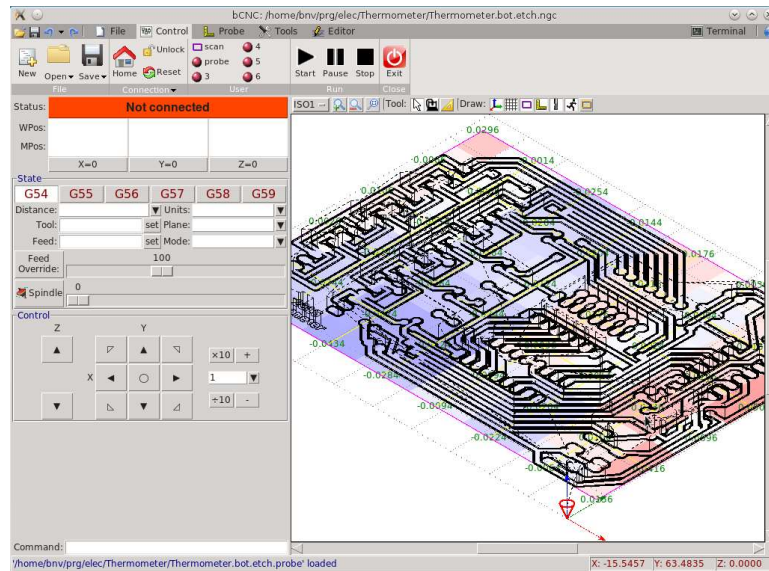 bCNC: /home/bnv/prg/elec/Thermometer/Thermometer.bot.etch.ngc
File Control Probe Tools Editor Terminal
New Open Save
File
Home Unlock Reset
Connection
scan 4
probe 5
3 6
User
Start Pause Stop
Run
Exit
Close
Status: Not connected
WPos:
MPos:
X=0 Y=0 Z=0
State
G54 G55 G56 G57 G58 G59
Distance: Units:
Tool: set Plane:
Feed: set Mode:
Feed Override: 100
Spindle 0
Control
Z Y
×10 +
X 1
÷10 -
Command:
ISO1 Tool: Draw:
0.0296
0.0014
0.0254
0.0144
0.0176
-0.0134
-0.0284
-0.0594
-0.0224
'/home/bnv/prg/elec/Thermometer/Thermometer.bot.etch.probe' loaded
X: -15.5457 Y: 63.4835 Z: 0.0000